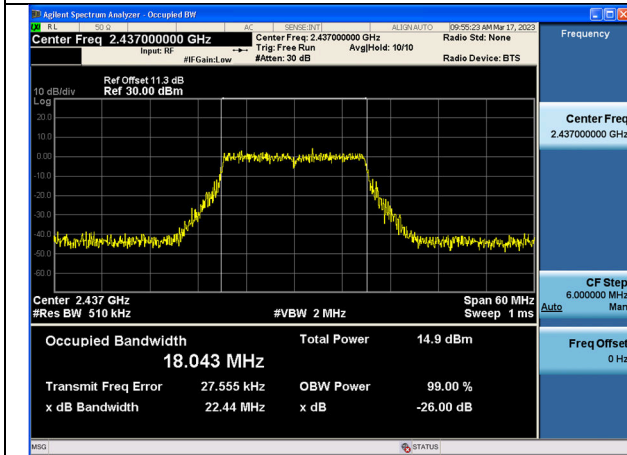 Agilent Spectrum Analyzer - Occupied BW
RL 50 Ω AC SENSE:INT ALIGN AUTO 09:55:23 AM Mar 17, 2023
Center Freq 2.437000000 GHz
Center Freq: 2.437000000 GHz
Radio Std: None
Input: RF
Trig: Free Run Avg|Hold: 10/10
#IFGain:Low
#Atten: 30 dB
Radio Device: BTS
Ref Offset 11.3 dB
10 dB/div Ref 30.00 dBm
Log
20.0
10.0
0.00
-10.0
-20.0
-30.0
-40.0
-50.0
-60.0
Center 2.437 GHz Span 60 MHz
#Res BW 510 kHz #VBW 2 MHz Sweep 1 ms
Occupied Bandwidth Total Power 14.9 dBm
18.043 MHz
Transmit Freq Error 27.555 kHz OBW Power 99.00 %
x dB Bandwidth 22.44 MHz x dB -26.00 dB
MSG STATUS
Frequency
Center Freq
2.437000000 GHz
CF Step
6.000000 MHz
Auto Man
Freq Offset
0 Hz